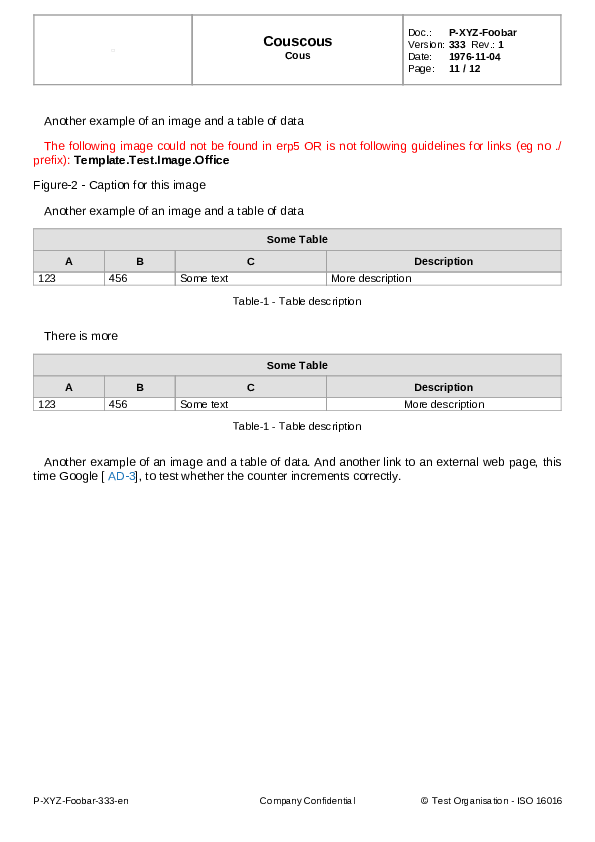 Couscous
Cous
Doc.: P-XYZ-Foobar
Version: 333 Rev.: 1
Date: 1976-11-04
Page: 11 / 12
Another example of an image and a table of data
The following image could not be found in erp5 OR is not following guidelines for links (eg no ./
prefix): Template.Test.Image.Office
Figure-2 - Caption for this image
Another example of an image and a table of data
Some Table
A B C Description
123 456 Some text More description
Table-1 - Table description
There is more
Some Table
A B C Description
123 456 Some text More description
Table-1 - Table description
Another example of an image and a table of data. And another link to an external web page, this
time Google [ AD-3], to test whether the counter increments correctly.
P-XYZ-Foobar-333-en Company Confidential © Test Organisation - ISO 16016